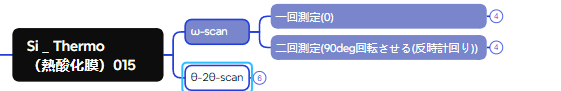 Si _ Thermo
（熱酸化膜）015
ω-scan
一回測定(0)
4
二回測定(90deg回転させる(反時計回り))
4
θ-2θ-scan
6